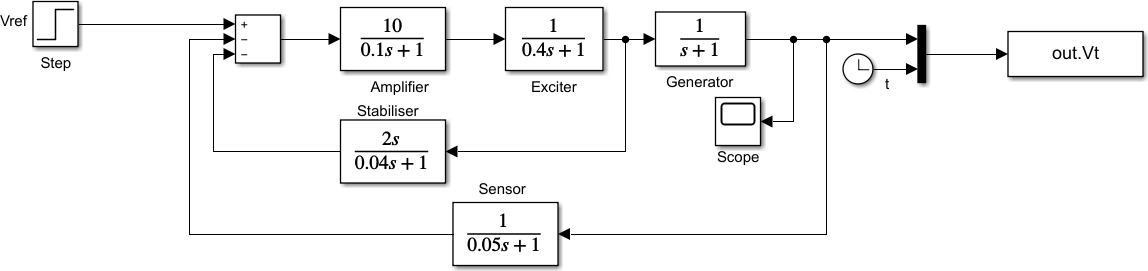 Vref
Step
+
−
−
10
0.1s + 1
Amplifier
1
0.4s + 1
Exciter
1
s + 1
Generator
t
out.Vt
Scope
Stabiliser
2s
0.04s + 1
Sensor
1
0.05s + 1